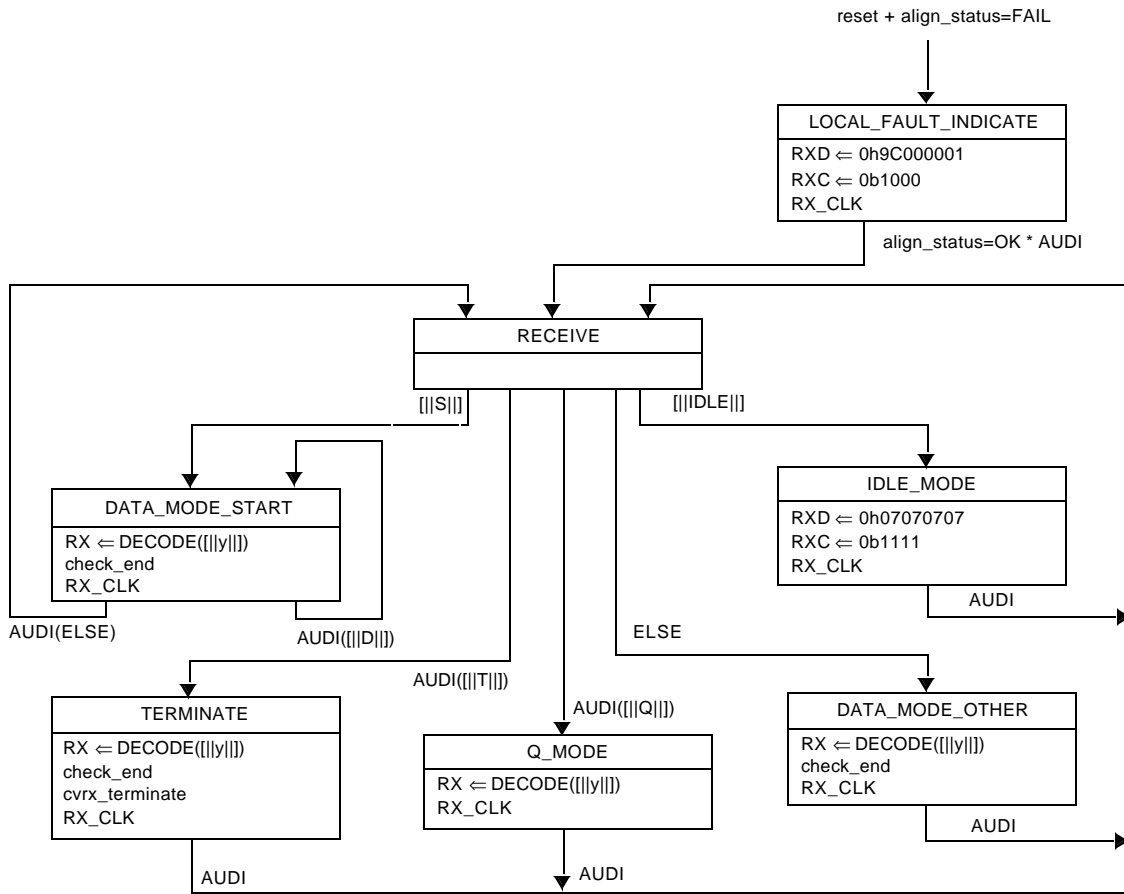 reset + align_status=FAIL
LOCAL_FAULT_INDICATE
RXD ⇐ 0h9C000001
RXC ⇐ 0b1000
RX_CLK
align_status=OK * AUDI
RECEIVE
[||S||]
[||IDLE||]
DATA_MODE_START
RX ⇐ DECODE([||y||])
check_end
RX_CLK
IDLE_MODE
RXD ⇐ 0h07070707
RXC ⇐ 0b1111
RX_CLK
AUDI
AUDI(ELSE)
AUDI([||D||])
ELSE
AUDI([||T||])
AUDI([||Q||])
TERMINATE
RX ⇐ DECODE([||y||])
check_end
cvrx_terminate
RX_CLK
Q_MODE
RX ⇐ DECODE([||y||])
RX_CLK
DATA_MODE_OTHER
RX ⇐ DECODE([||y||])
check_end
RX_CLK
AUDI
AUDI
AUDI